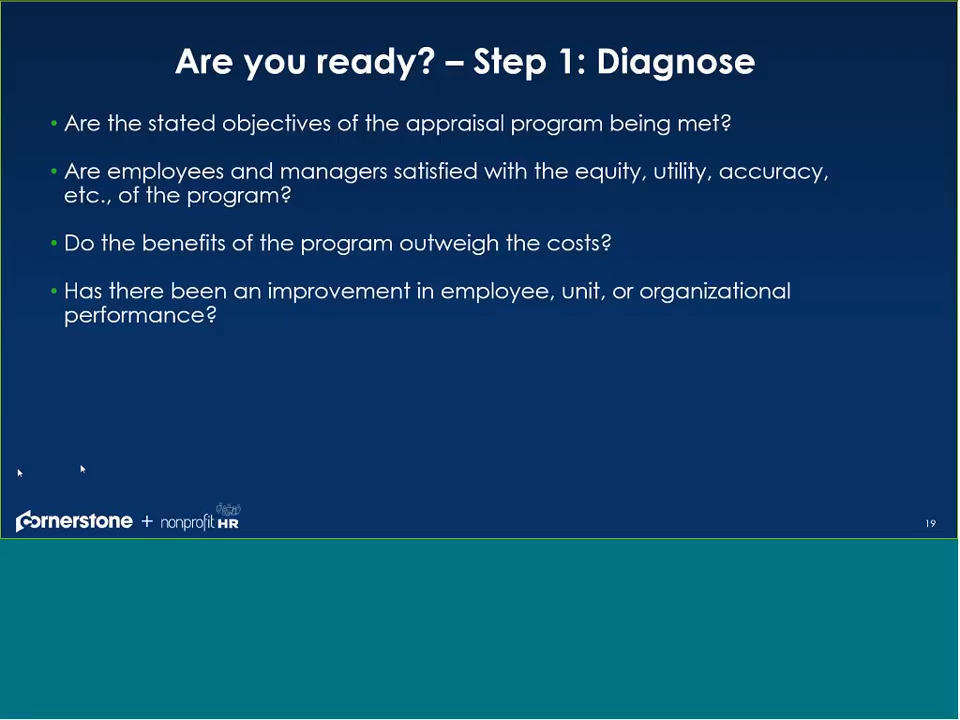 Are you ready? – Step 1: Diagnose
• Are the stated objectives of the appraisal program being met?
• Are employees and managers satisfied with the equity, utility, accuracy,
etc., of the program?
• Do the benefits of the program outweigh the costs?
• Has there been an improvement in employee, unit, or organizational
performance?
cornerstone + nonprofit HR
19